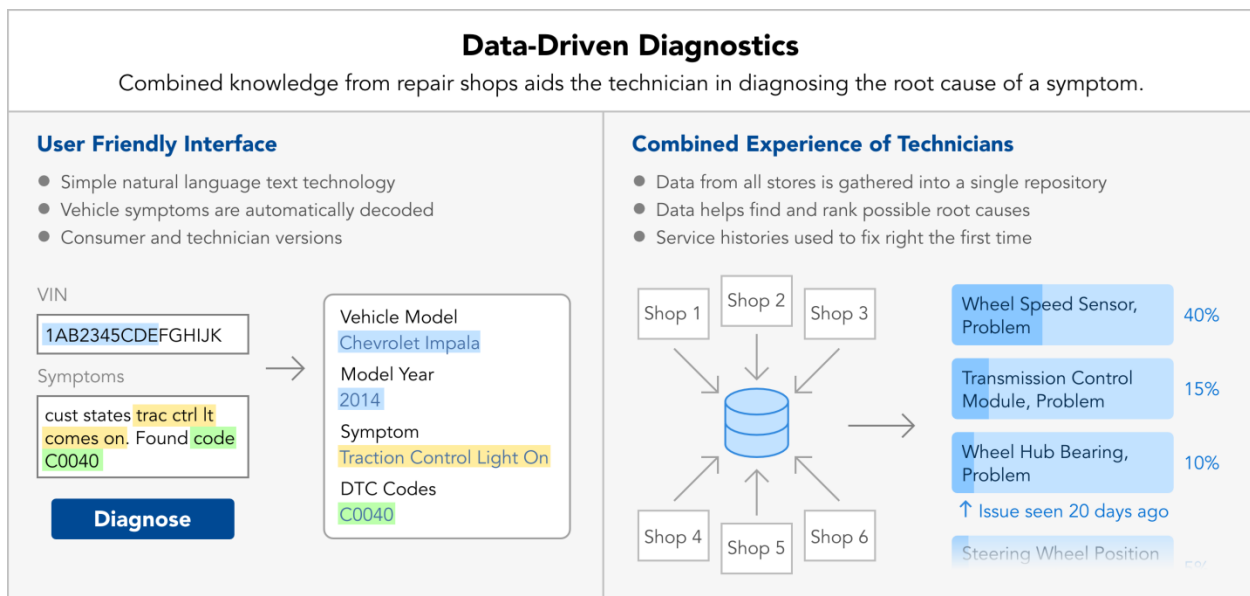 Data-Driven Diagnostics
Combined knowledge from repair shops aids the technician in diagnosing the root cause of a symptom.
User Friendly Interface
Simple natural language text technology
Vehicle symptoms are automatically decoded
Consumer and technician versions
VIN
1AB2345CDEFGHIJK
Symptoms
cust states trac ctrl lt
comes on. Found code
C0040
Diagnose
Vehicle Model
Chevrolet Impala
Model Year
2014
Symptom
Traction Control Light On
DTC Codes
C0040
Combined Experience of Technicians
Data from all stores is gathered into a single repository
Data helps find and rank possible root causes
Service histories used to fix right the first time
Shop 1
Shop 2
Shop 3
Shop 4
Shop 5
Shop 6
Wheel Speed Sensor,
Problem
40%
Transmission Control
Module, Problem
15%
Wheel Hub Bearing,
Problem
10%
↑ Issue seen 20 days ago
Steering Wheel Position